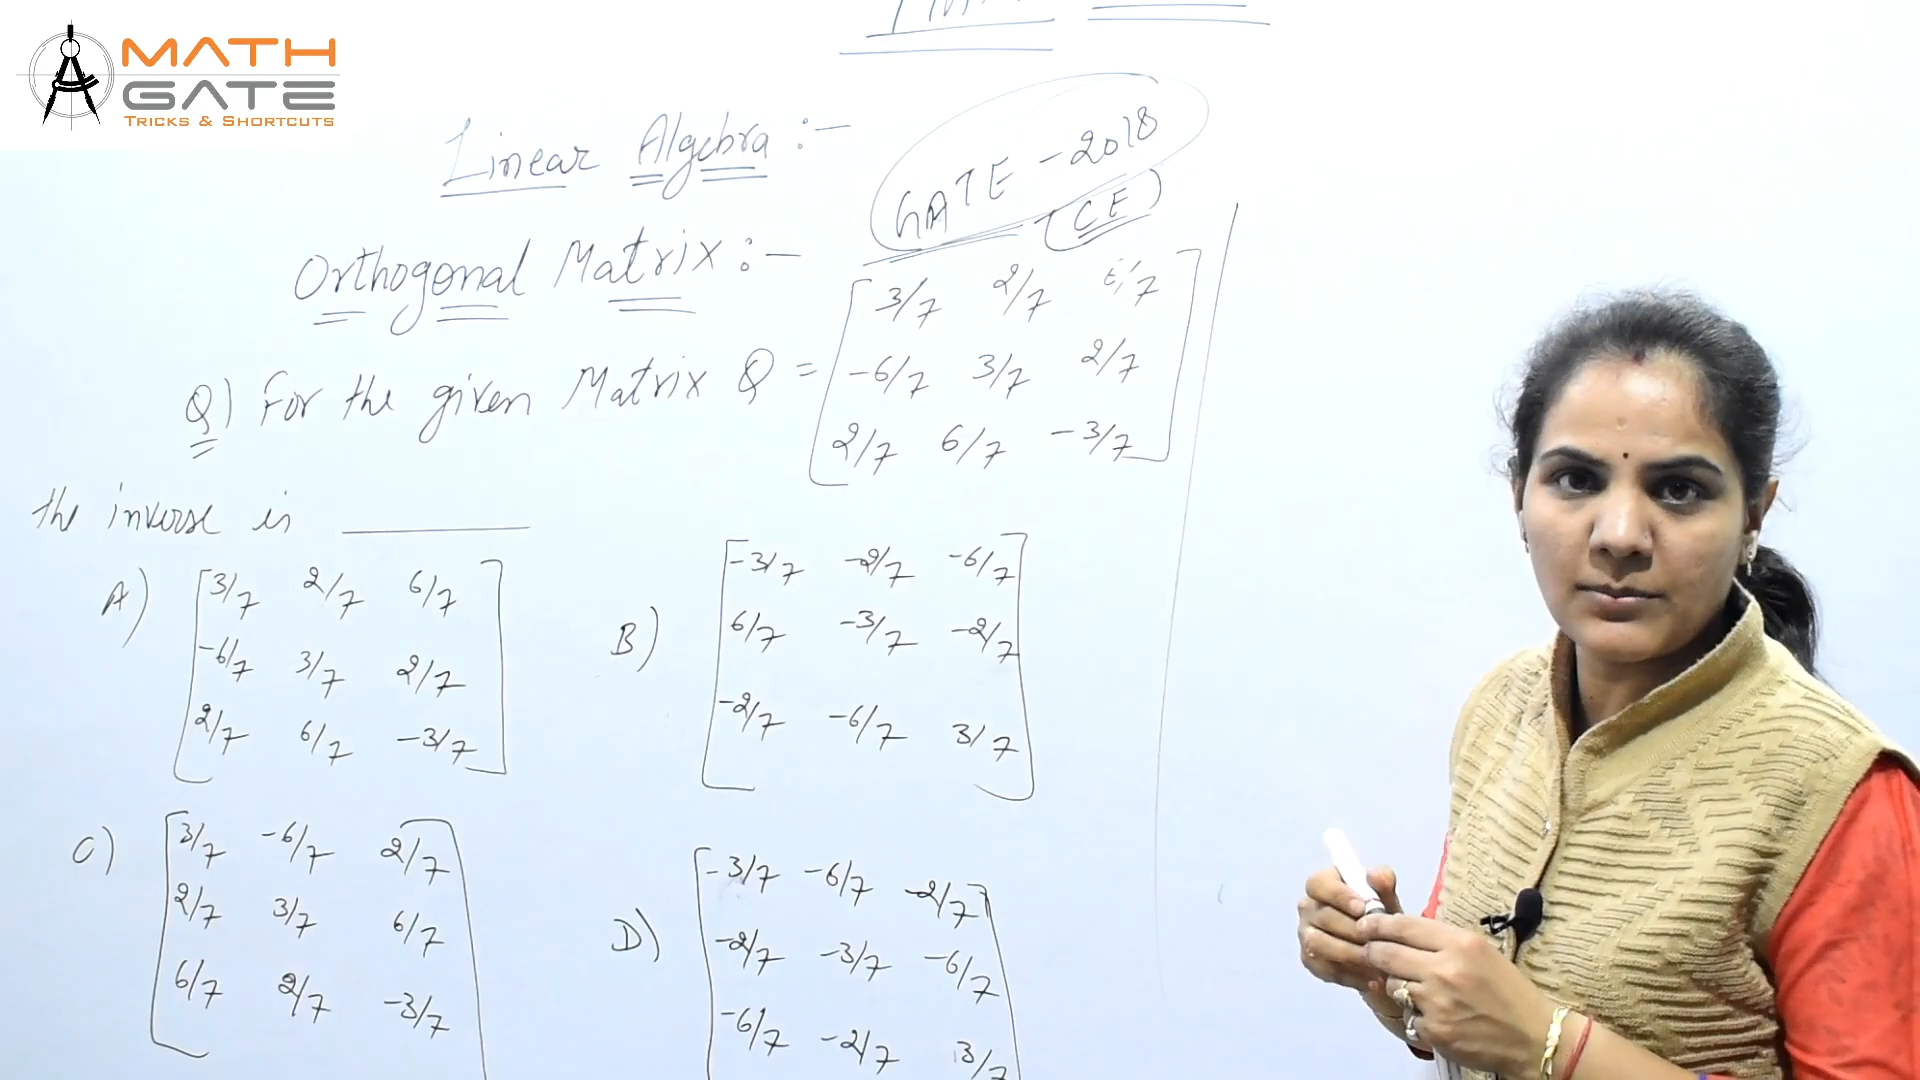 MATH
GATE
TRICKS & SHORTCUTS
Linear Algebra :-
GATE - 2018
(CE)
Orthogonal Matrix :-
Q) For the given Matrix Q =
3/7 2/7 6/7
-6/7 3/7 2/7
2/7 6/7 -3/7
the inverse is ________
A)
3/7 2/7 6/7
-6/7 3/7 2/7
2/7 6/7 -3/7
B)
-3/7 -2/7 -6/7
6/7 -3/7 -2/7
-2/7 -6/7 3/7
C)
3/7 -6/7 2/7
2/7 3/7 6/7
6/7 2/7 -3/7
D)
-3/7 -6/7 -2/7
-2/7 -3/7 -6/7
-6/7 -2/7 3/7